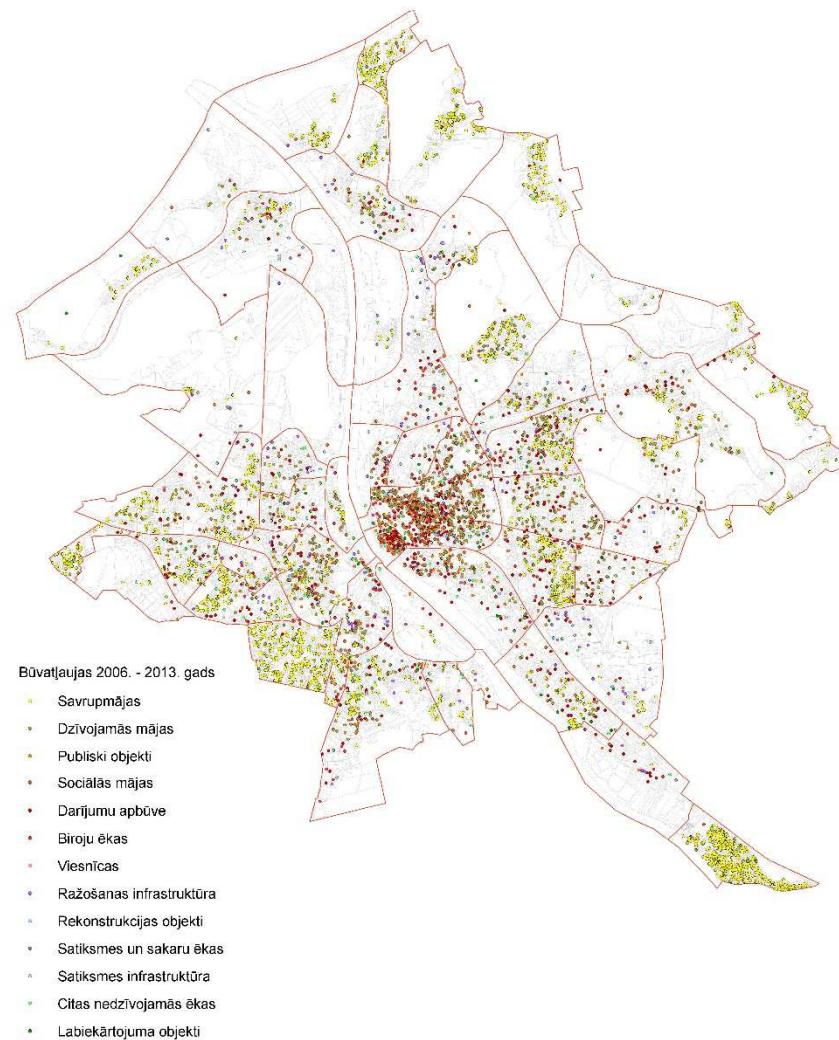 Būvatļaujas 2006. - 2013. gads
Savrupmājas
Dzīvojamās mājas
Publiski objekti
Sociālās mājas
Darījumu apbūve
Biroju ēkas
Viesnīcas
Ražošanas infrastruktūra
Rekonstrukcijas objekti
Satiksmes un sakaru ēkas
Satiksmes infrastruktūra
Citas nedzīvojamās ēkas
Labiekārtojuma objekti